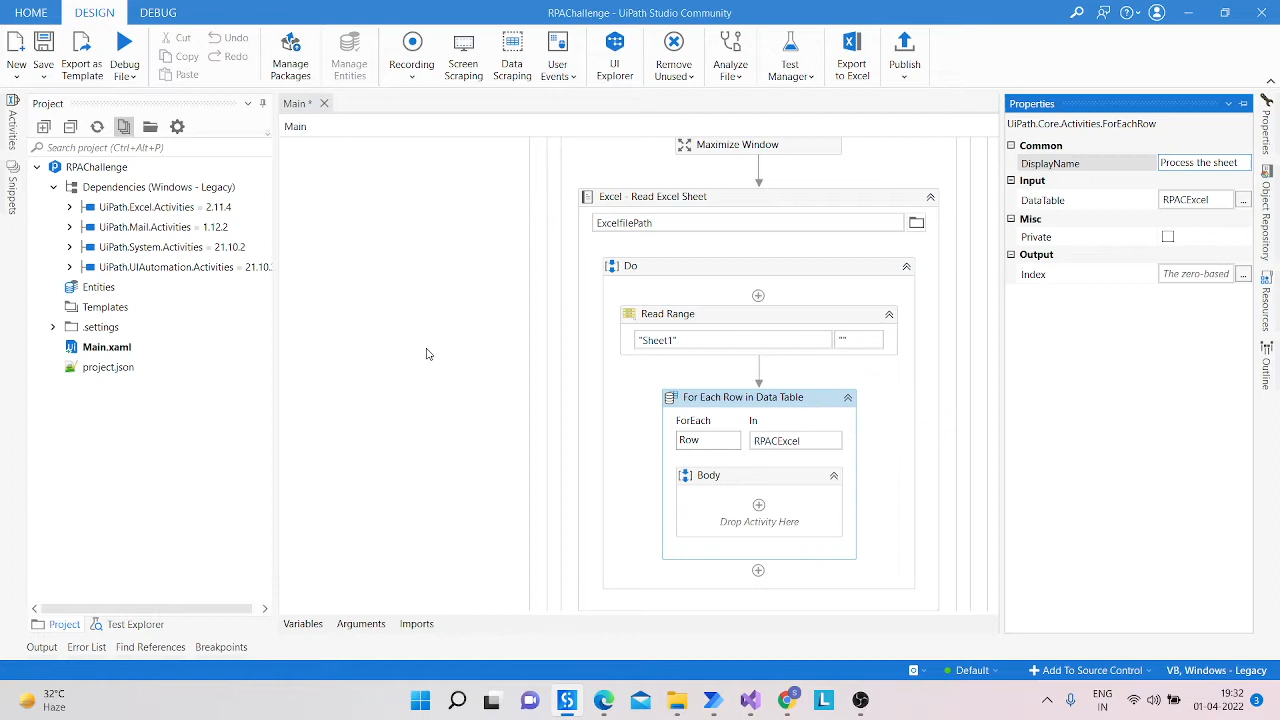 HOME DESIGN DEBUG RPAChallenge - UiPath Studio Community
New Save Export as Template Debug File Cut Copy Paste Undo Redo Manage Packages Manage Entities Recording Screen Scraping Data Scraping User Events UI Explorer Remove Unused Analyze File Test Manager Export to Excel Publish
Project
Main *
Properties
Main
UiPath.Core.Activities.ForEachRow
Search project (Ctrl+Alt+P)
RPAChallenge
Dependencies (Windows - Legacy)
UiPath.Excel.Activities = 2.11.4
UiPath.Mail.Activities = 1.12.2
UiPath.System.Activities = 21.10.2
UiPath.UIAutomation.Activities = 21.10.
Entities
Templates
.settings
Main.xaml
project.json
Activities
Snippets
Maximize Window
Excel - Read Excel Sheet
ExcelfilePath
Do
Read Range
"Sheet1" ""
For Each Row in Data Table
ForEach In
Row RPACExcel
Body
Drop Activity Here
Common
DisplayName Process the sheet
Input
DataTable RPACExcel ...
Misc
Private
Output
Index The zero-based ...
Properties
Object Repository
Resources
Outline
Project Test Explorer
Variables Arguments Imports
Output Error List Find References Breakpoints
Default Add To Source Control VB, Windows - Legacy
32°C
Haze
ENG
IN
19:32
01-04-2022
3